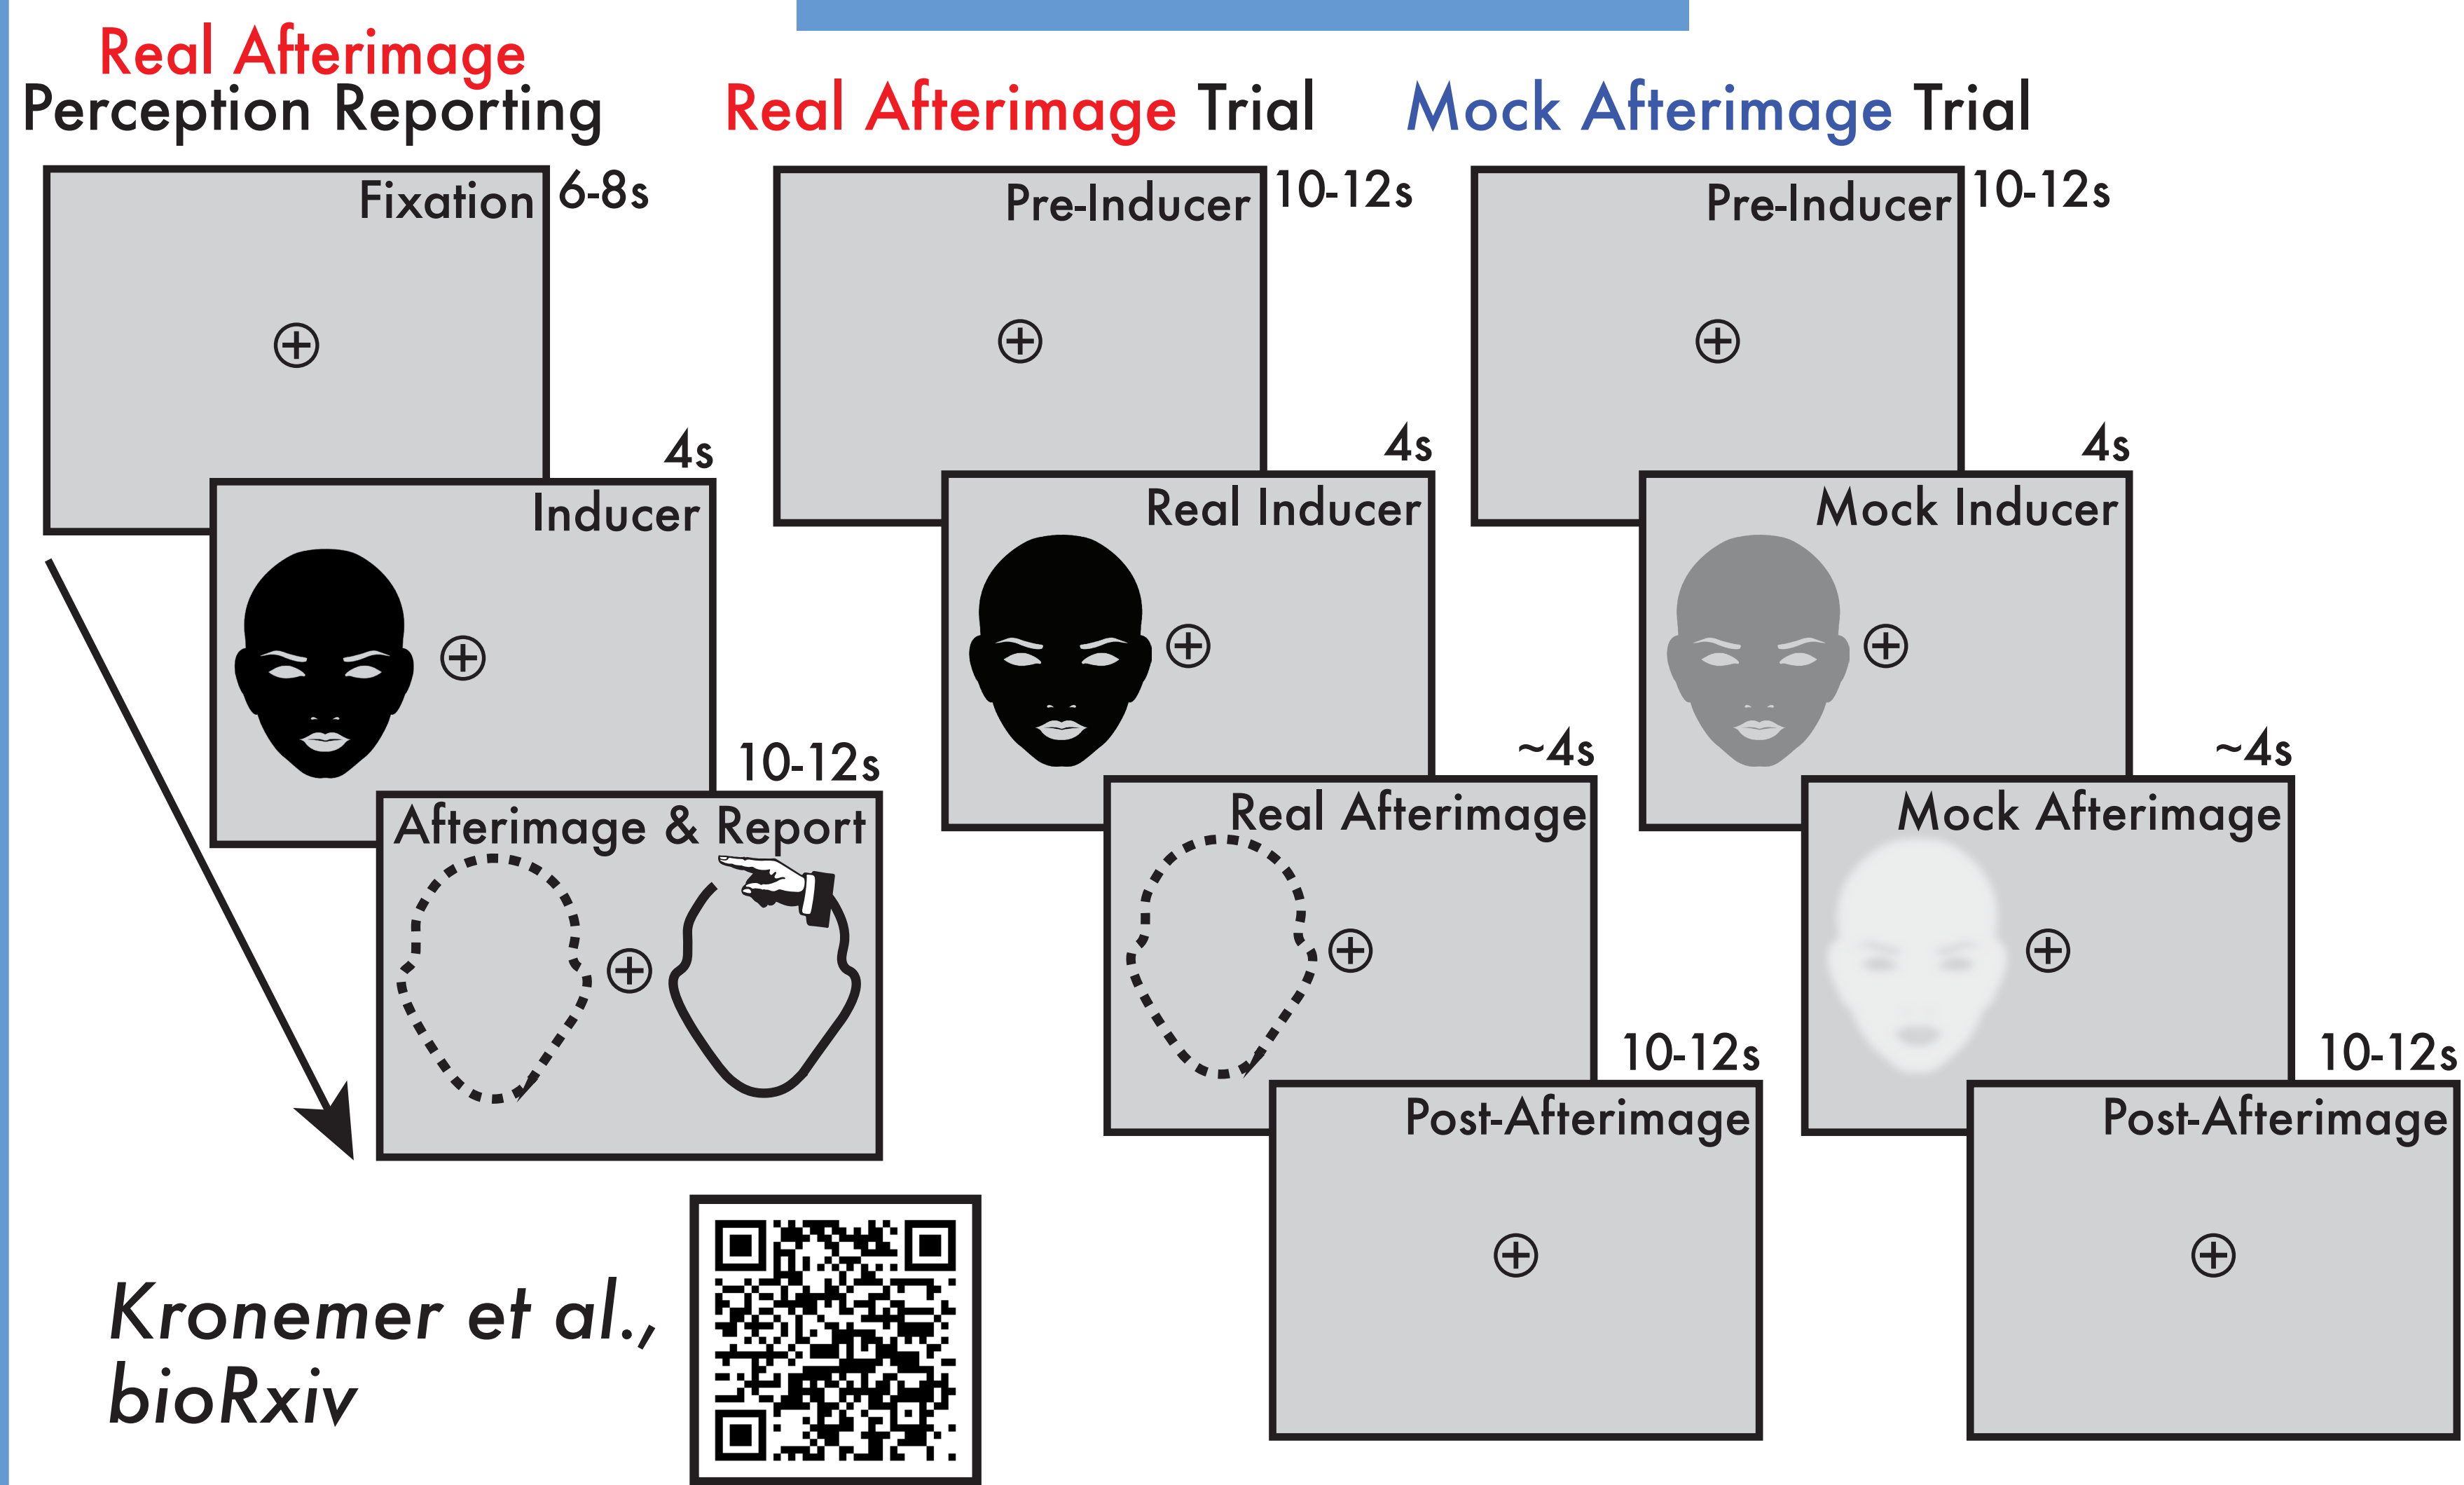 Real Afterimage
Perception Reporting
Fixation
6-8s
4s
Inducer
10-12s
Afterimage & Report
Real Afterimage Trial
Pre-Inducer
10-12s
4s
Real Inducer
~4s
Real Afterimage
10-12s
Post-Afterimage
Mock Afterimage Trial
Pre-Inducer
10-12s
4s
Mock Inducer
~4s
Mock Afterimage
10-12s
Post-Afterimage
Kronemer et al.,
bioRxiv